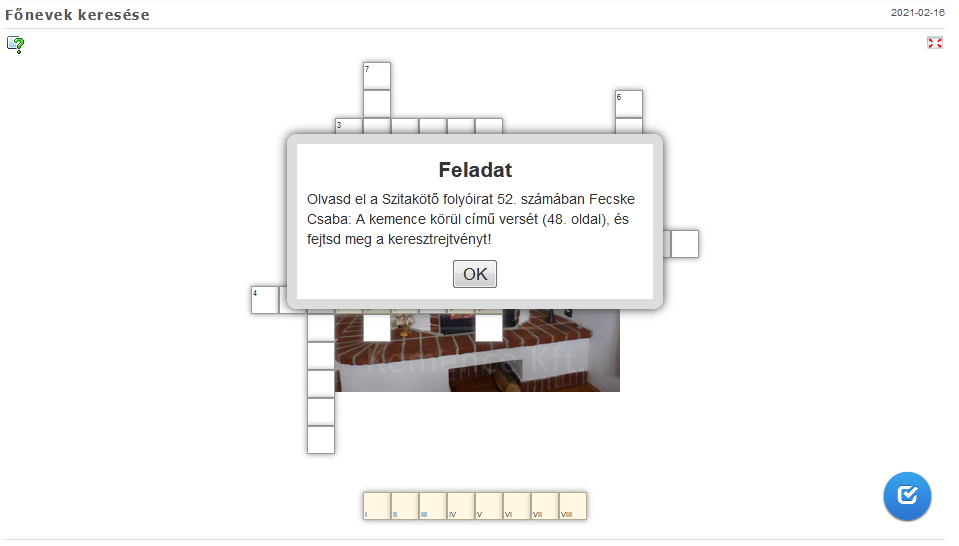 Főnevek keresése
2021-02-16
7
6
3
Feladat
Olvasd el a Szitakötő folyóirat 52. számában Fecske
Csaba: A kemence körül című versét (48. oldal), és
fejtsd meg a keresztrejtvényt!
OK
4
Kemence Kft
I II III IV V VI VII VIII